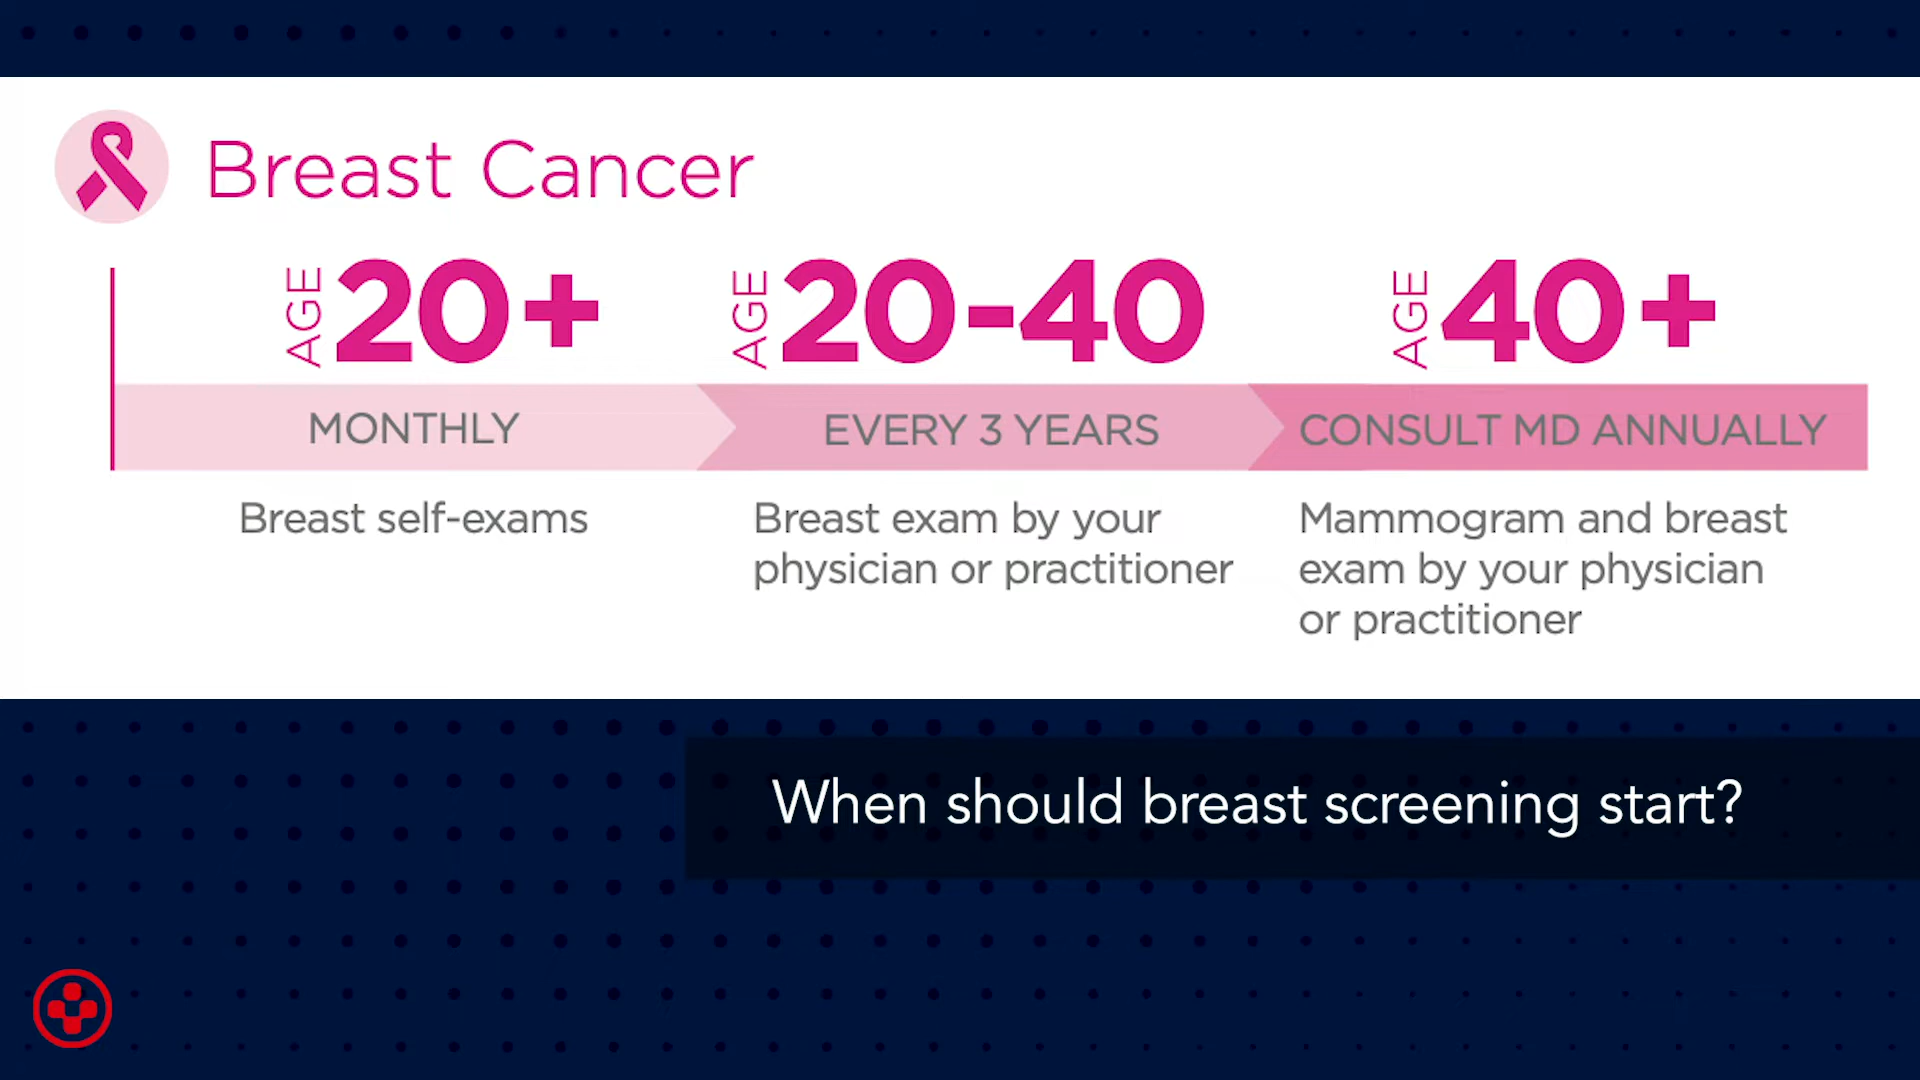 Breast Cancer
AGE 20+
AGE 20-40
AGE 40+
MONTHLY
EVERY 3 YEARS
CONSULT MD ANNUALLY
Breast self-exams
Breast exam by your
physician or practitioner
Mammogram and breast
exam by your physician
or practitioner
When should breast screening start?